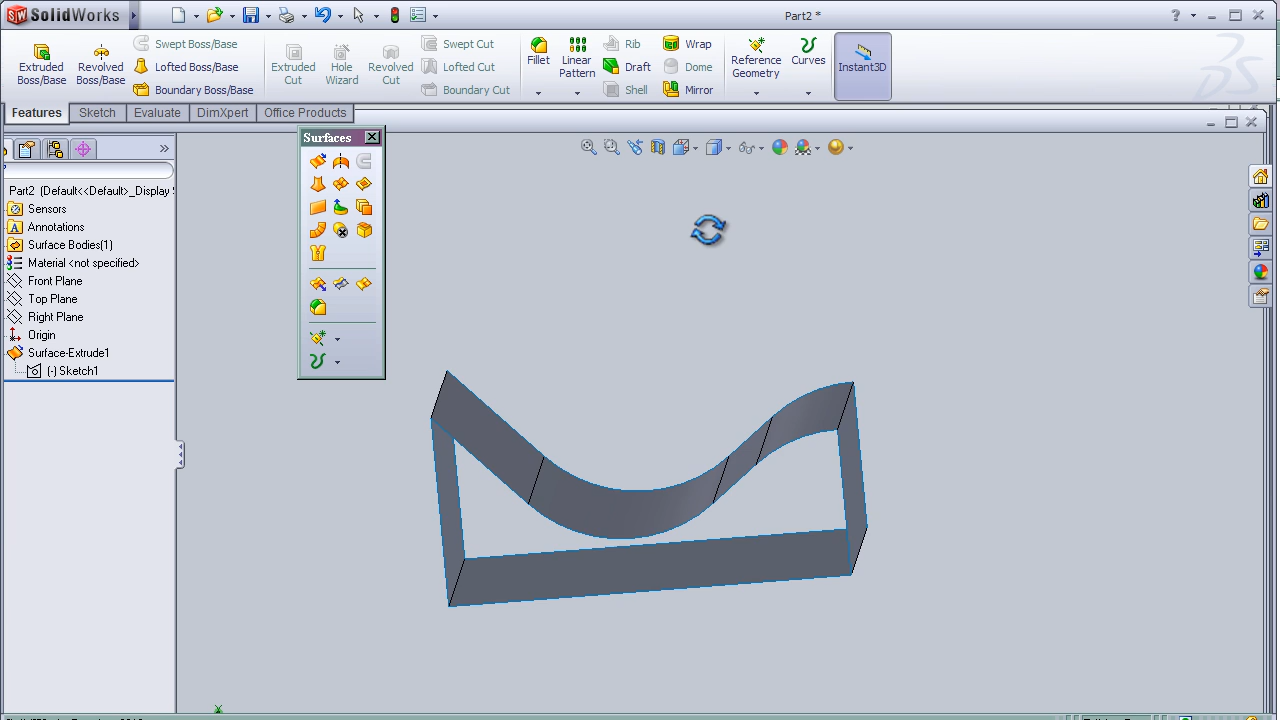 SolidWorks
Part2 *
Extruded Boss/Base
Revolved Boss/Base
Swept Boss/Base
Lofted Boss/Base
Boundary Boss/Base
Extruded Cut
Hole Wizard
Revolved Cut
Swept Cut
Lofted Cut
Boundary Cut
Fillet
Linear Pattern
Rib
Draft
Shell
Wrap
Dome
Mirror
Reference Geometry
Curves
Instant3D
Features
Sketch
Evaluate
DimXpert
Office Products
Surfaces
Part2 (Default<<Default>_Display
Sensors
Annotations
Surface Bodies(1)
Material <not specified>
Front Plane
Top Plane
Right Plane
Origin
Surface-Extrude1
(-) Sketch1